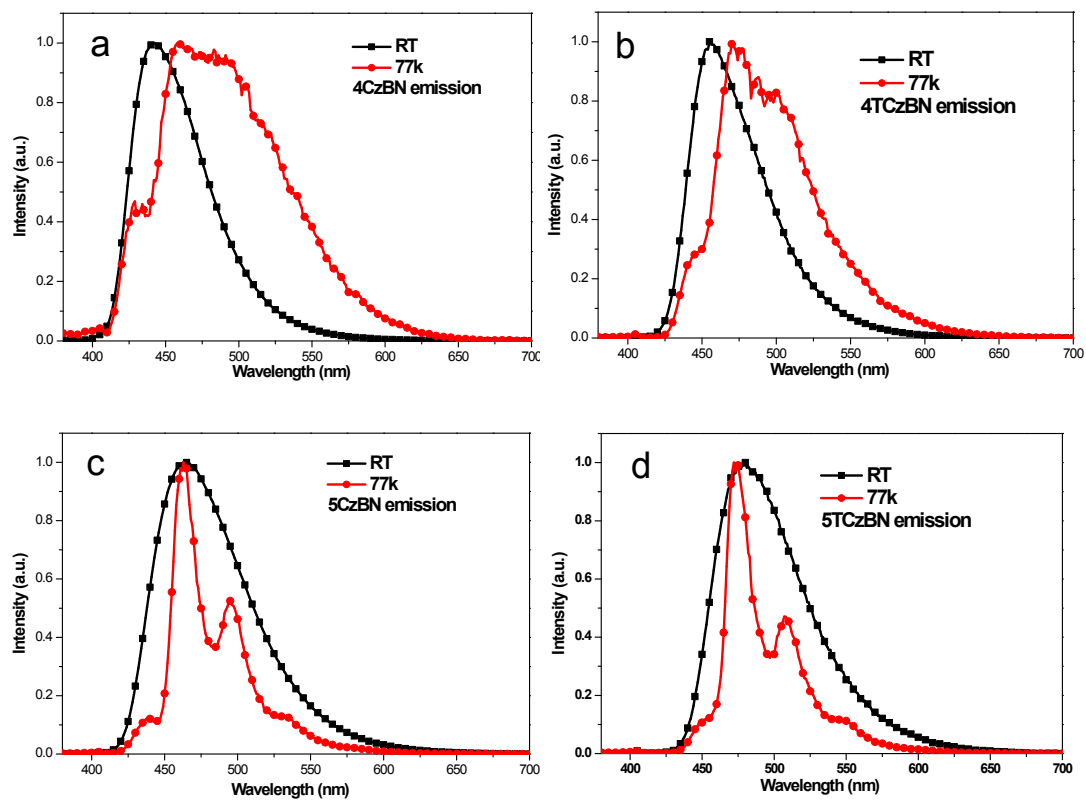 a
RT
77k
4CzBN emission
Intensity (a.u.)
1.0
0.8
0.6
0.4
0.2
0.0
400 450 500 550 600 650 700
Wavelength (nm)
b
RT
77k
4TCzBN emission
Intensity (a.u.)
1.0
0.8
0.6
0.4
0.2
0.0
400 450 500 550 600 650 700
Wavelength (nm)
c
RT
77k
5CzBN emission
Intensity (a.u.)
1.0
0.8
0.6
0.4
0.2
0.0
400 450 500 550 600 650 700
Wavelength (nm)
d
RT
77k
5TCzBN emission
Intensity (a.u.)
1.0
0.8
0.6
0.4
0.2
0.0
400 450 500 550 600 650 700
Wavelength (nm)